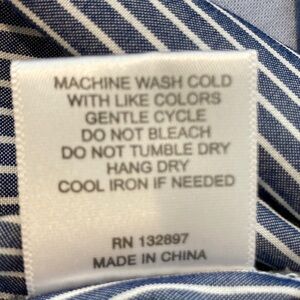 MACHINE WASH COLD
WITH LIKE COLORS
GENTLE CYCLE
DO NOT BLEACH
DO NOT TUMBLE DRY
HANG DRY
COOL IRON IF NEEDED
RN 132897
MADE IN CHINA